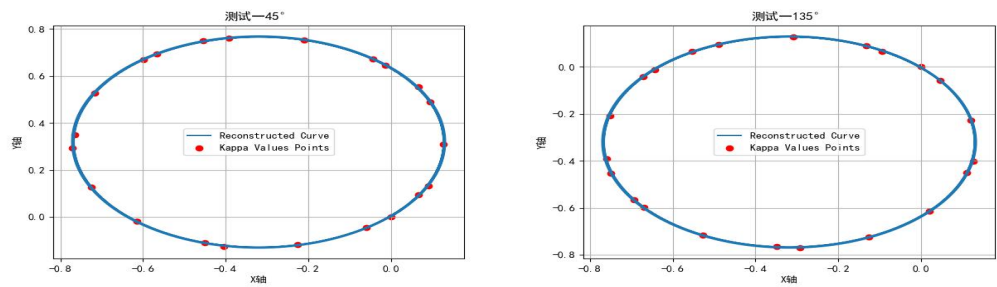 测试一45°
0.8
0.6
0.4
0.2
0.0
Y轴
Reconstructed Curve
Kappa Values Points
−0.8
−0.6
−0.4
−0.2
0.0
X轴
测试一135°
0.0
−0.2
−0.4
−0.6
−0.8
Y轴
Reconstructed Curve
Kappa Values Points
−0.8
−0.6
−0.4
−0.2
0.0
X轴